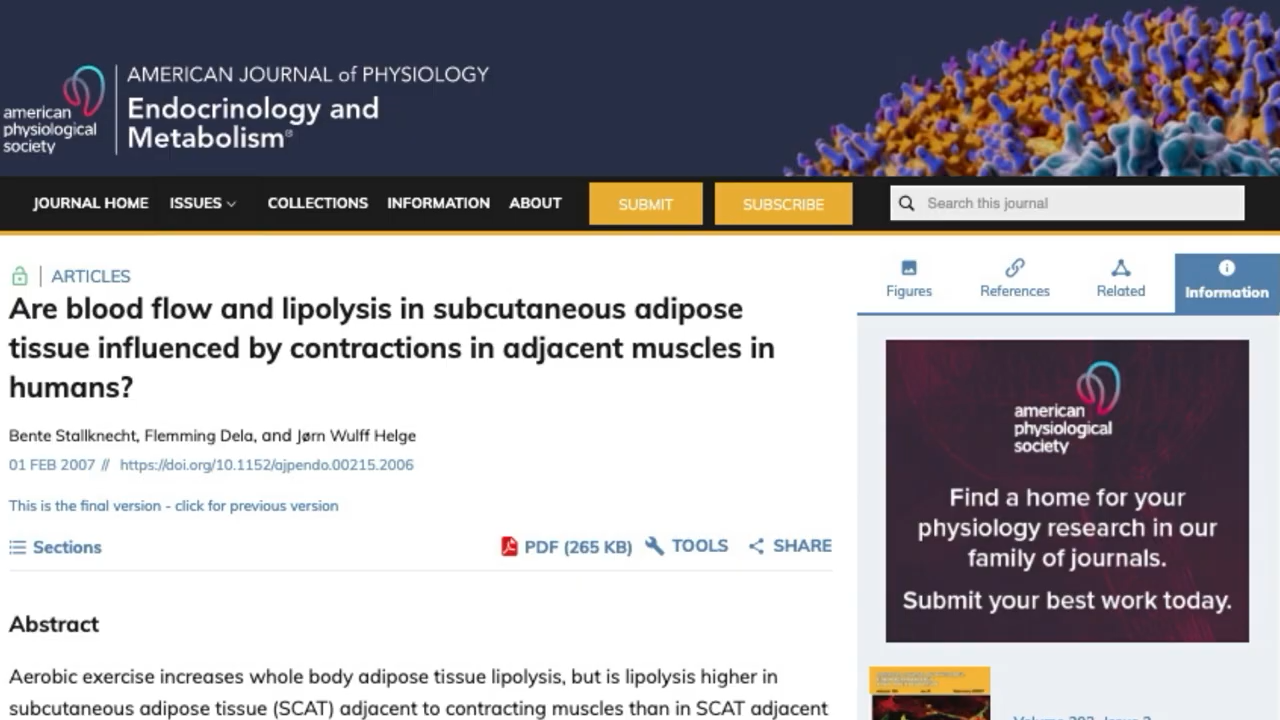 american
physiological
society
AMERICAN JOURNAL of PHYSIOLOGY
Endocrinology and
Metabolism®
JOURNAL HOME
ISSUES
COLLECTIONS
INFORMATION
ABOUT
SUBMIT
SUBSCRIBE
Search this journal
ARTICLES
Are blood flow and lipolysis in subcutaneous adipose
tissue influenced by contractions in adjacent muscles in
humans?
Bente Stallknecht, Flemming Dela, and Jørn Wulff Helge
01 FEB 2007 // https://doi.org/10.1152/ajpendo.00215.2006
This is the final version - click for previous version
Sections
PDF (265 KB)
TOOLS
SHARE
Abstract
Aerobic exercise increases whole body adipose tissue lipolysis, but is lipolysis higher in
subcutaneous adipose tissue (SCAT) adjacent to contracting muscles than in SCAT adjacent
Figures
References
Related
Information
american
physiological
society
Find a home for your
physiology research in our
family of journals.
Submit your best work today.